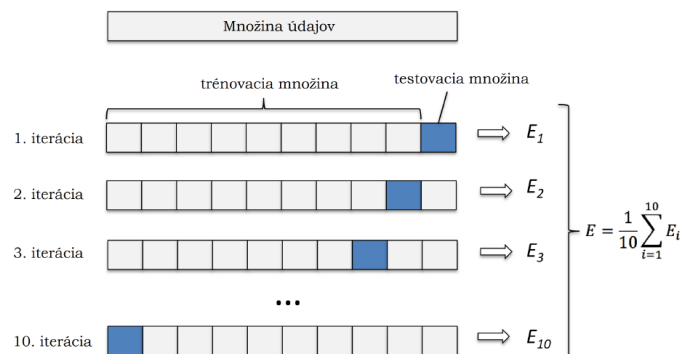 Množina údajov
trénovacia množina
testovacia množina
1. iterácia
E₁
2. iterácia
E₂
3. iterácia
E₃
...
10. iterácia
E₁₀
E = 1/10 ∑_{i=1}^{10} Eᵢ